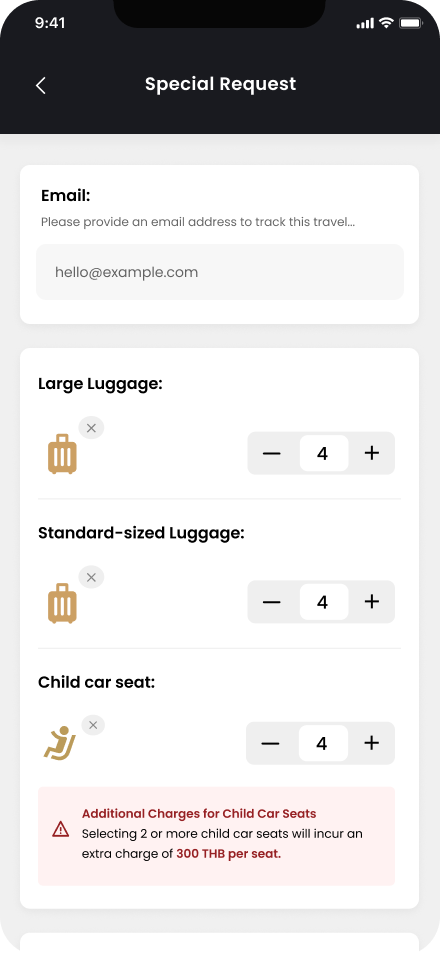 9:41
Special Request
Email:
Please provide an email address to track this travel...
hello@example.com
Large Luggage:
4
Standard-sized Luggage:
4
Child car seat:
4
Additional Charges for Child Car Seats
Selecting 2 or more child car seats will incur an
extra charge of 300 THB per seat.